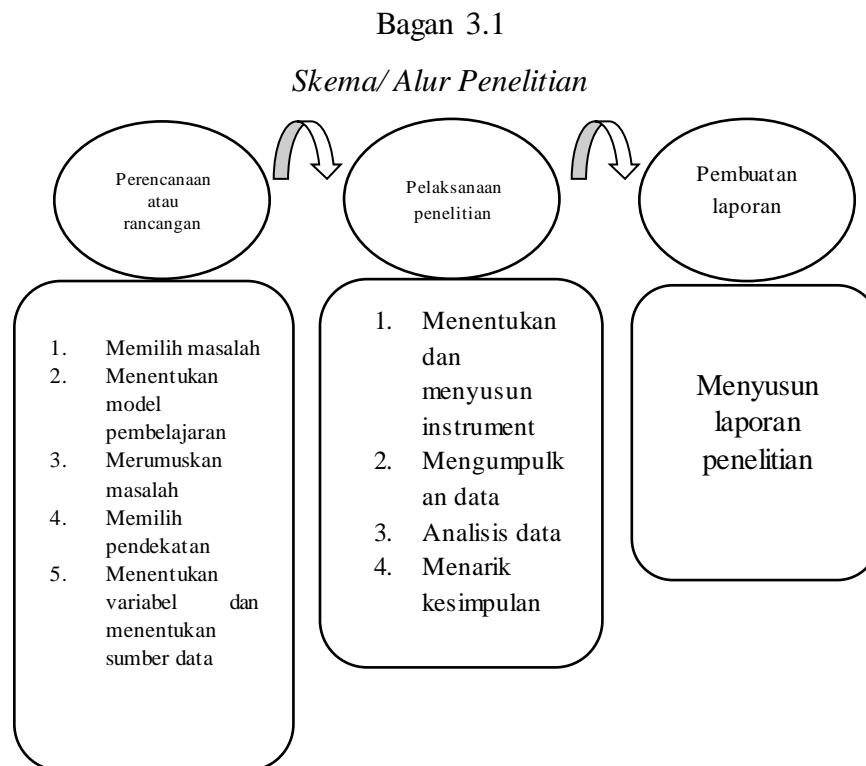 Bagan 3.1
Skema/ Alur Penelitian
Perencanaan
atau
rancangan
1. Memilih masalah
2. Menentukan
model
pembelajaran
3. Merumuskan
masalah
4. Memilih
pendekatan
5. Menentukan
variabel dan
menentukan
sumber data
Pelaksanaan
penelitian
1. Menentukan
dan
menyusun
instrument
2. Mengumpulk
an data
3. Analisis data
4. Menarik
kesimpulan
Pembuatan
laporan
Menyusun
laporan
penelitian